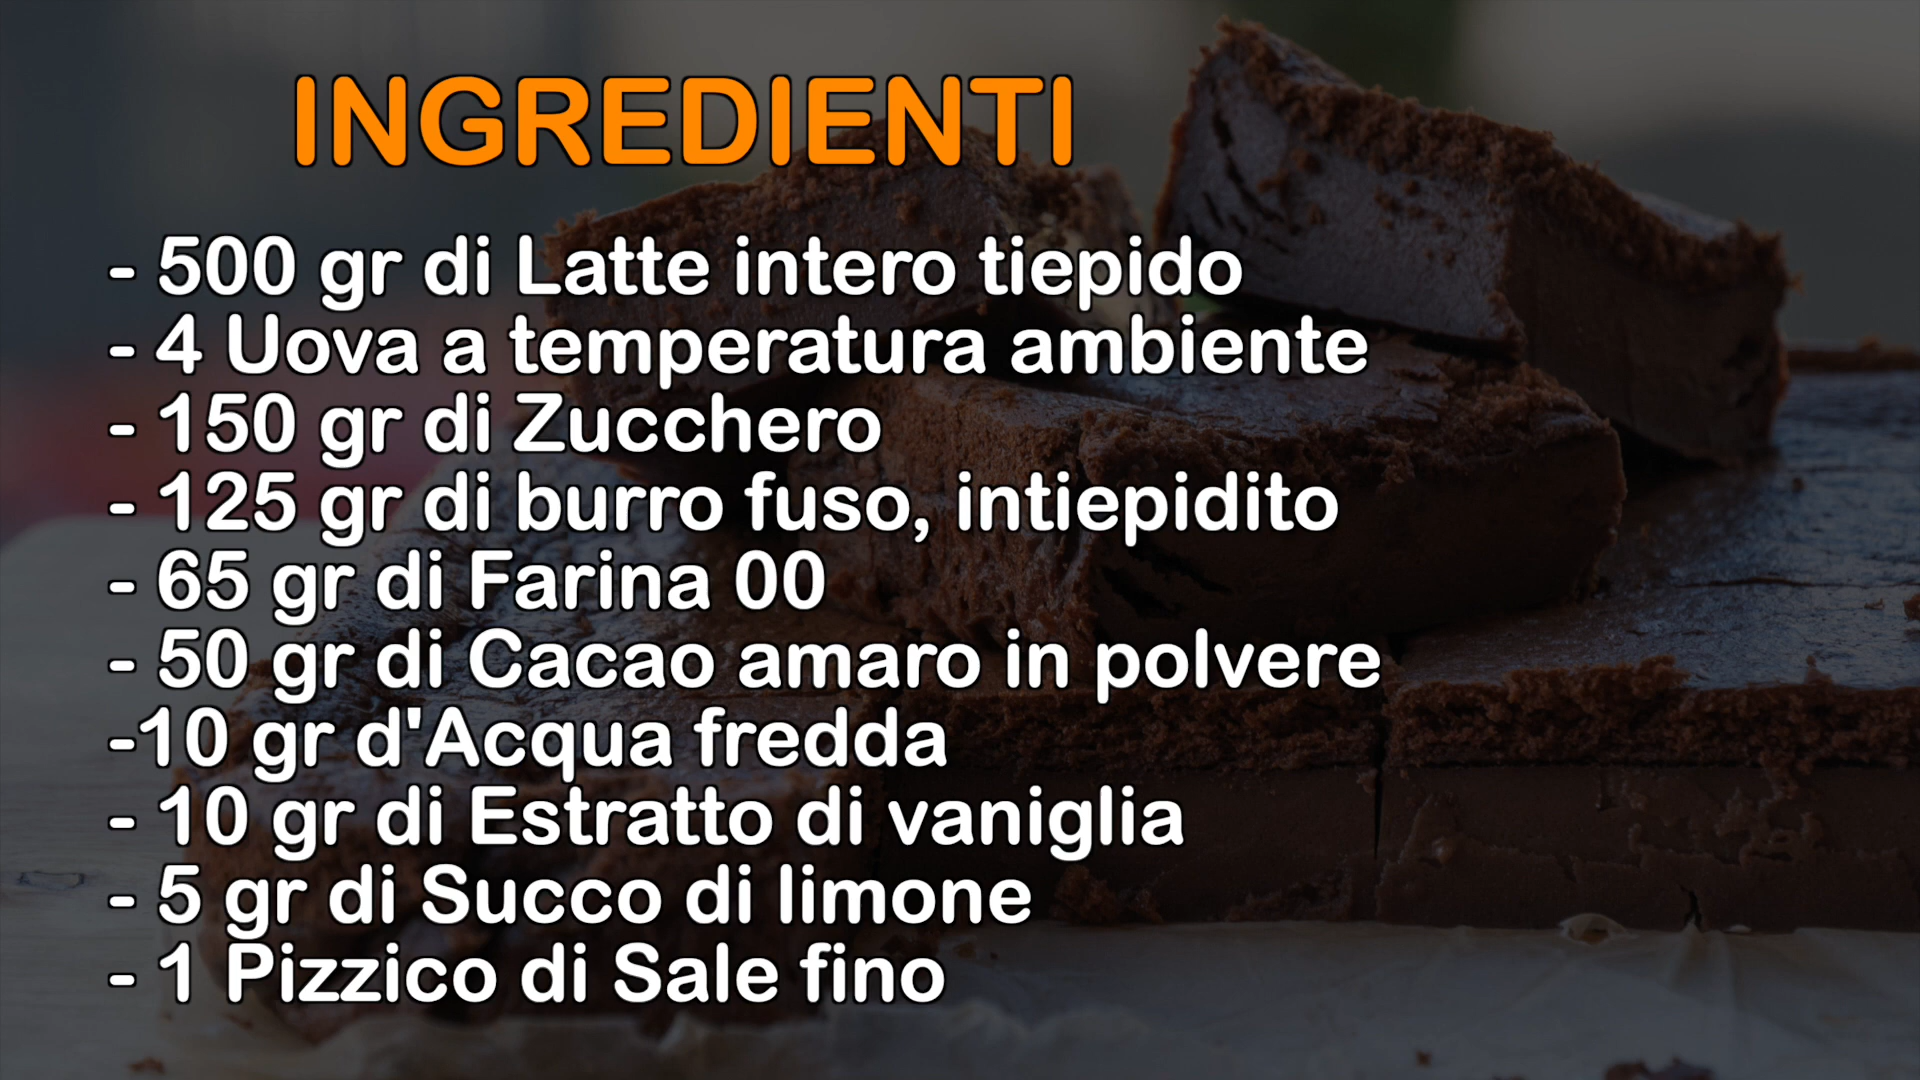 INGREDIENTI
- 500 gr di Latte intero tiepido
- 4 Uova a temperatura ambiente
- 150 gr di Zucchero
- 125 gr di burro fuso, intiepidito
- 65 gr di Farina 00
- 50 gr di Cacao amaro in polvere
-10 gr d'Acqua fredda
- 10 gr di Estratto di vaniglia
- 5 gr di Succo di limone
- 1 Pizzico di Sale fino